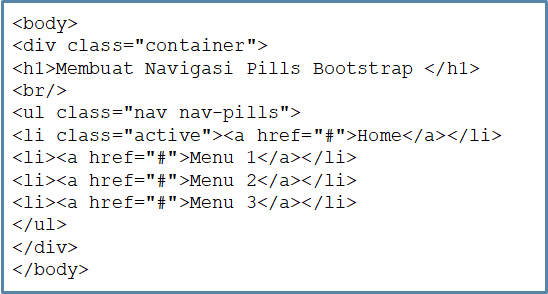 <body>
<div class="container">
<h1>Membuat Navigasi Pills Bootstrap </h1>
<br/>
<ul class="nav nav-pills">
<li class="active"><a href="#">Home</a></li>
<li><a href="#">Menu 1</a></li>
<li><a href="#">Menu 2</a></li>
<li><a href="#">Menu 3</a></li>
</ul>
</div>
</body>